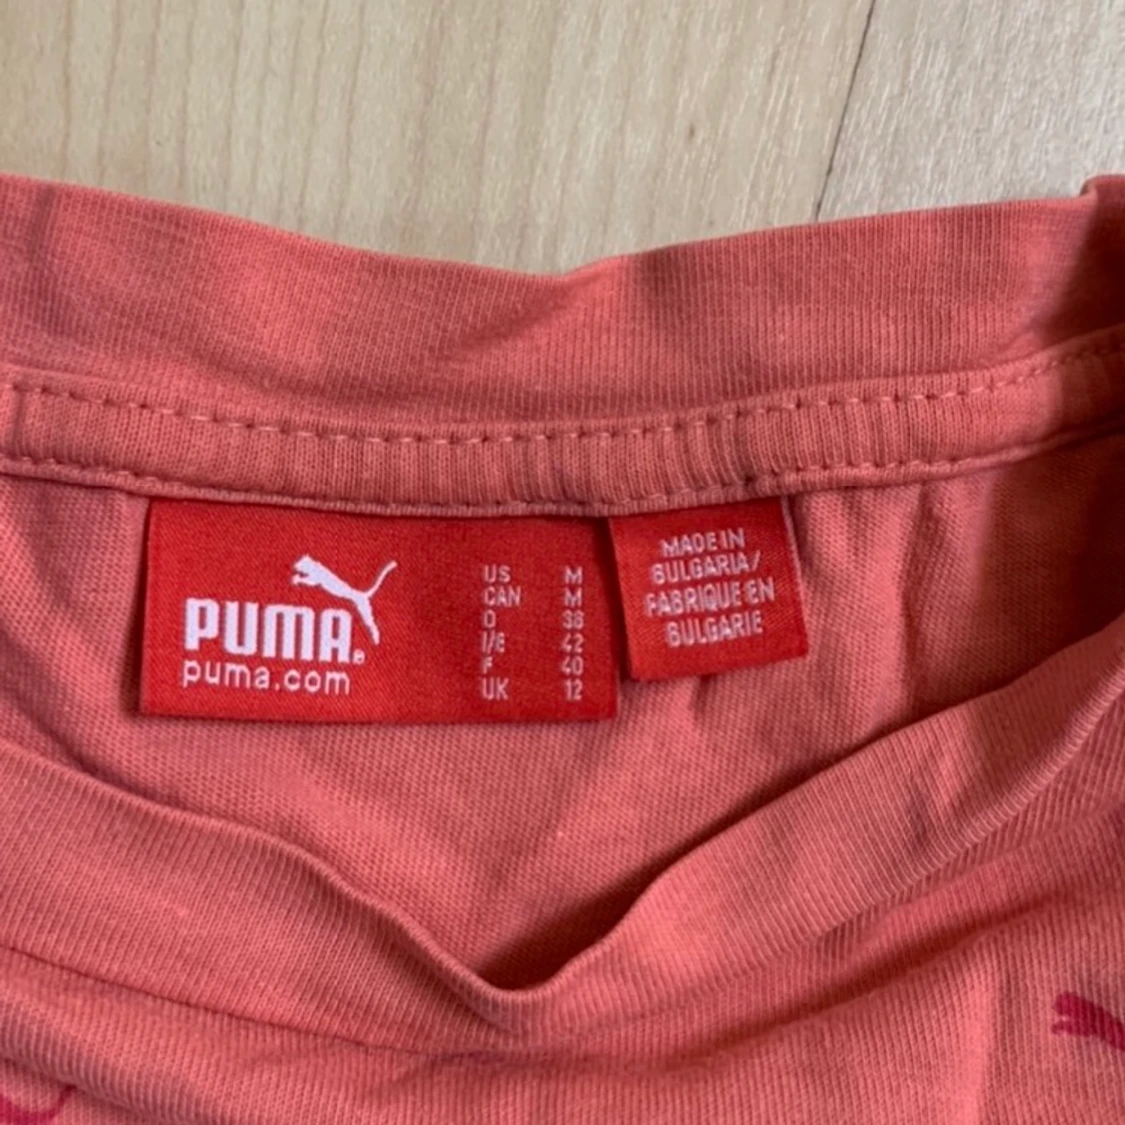 PUMA®
puma.com
US M
CAN M
D 38
I/E 42
F 40
UK 12
MADE IN
BULGARIA/
FABRIQUE EN
BULGARIE